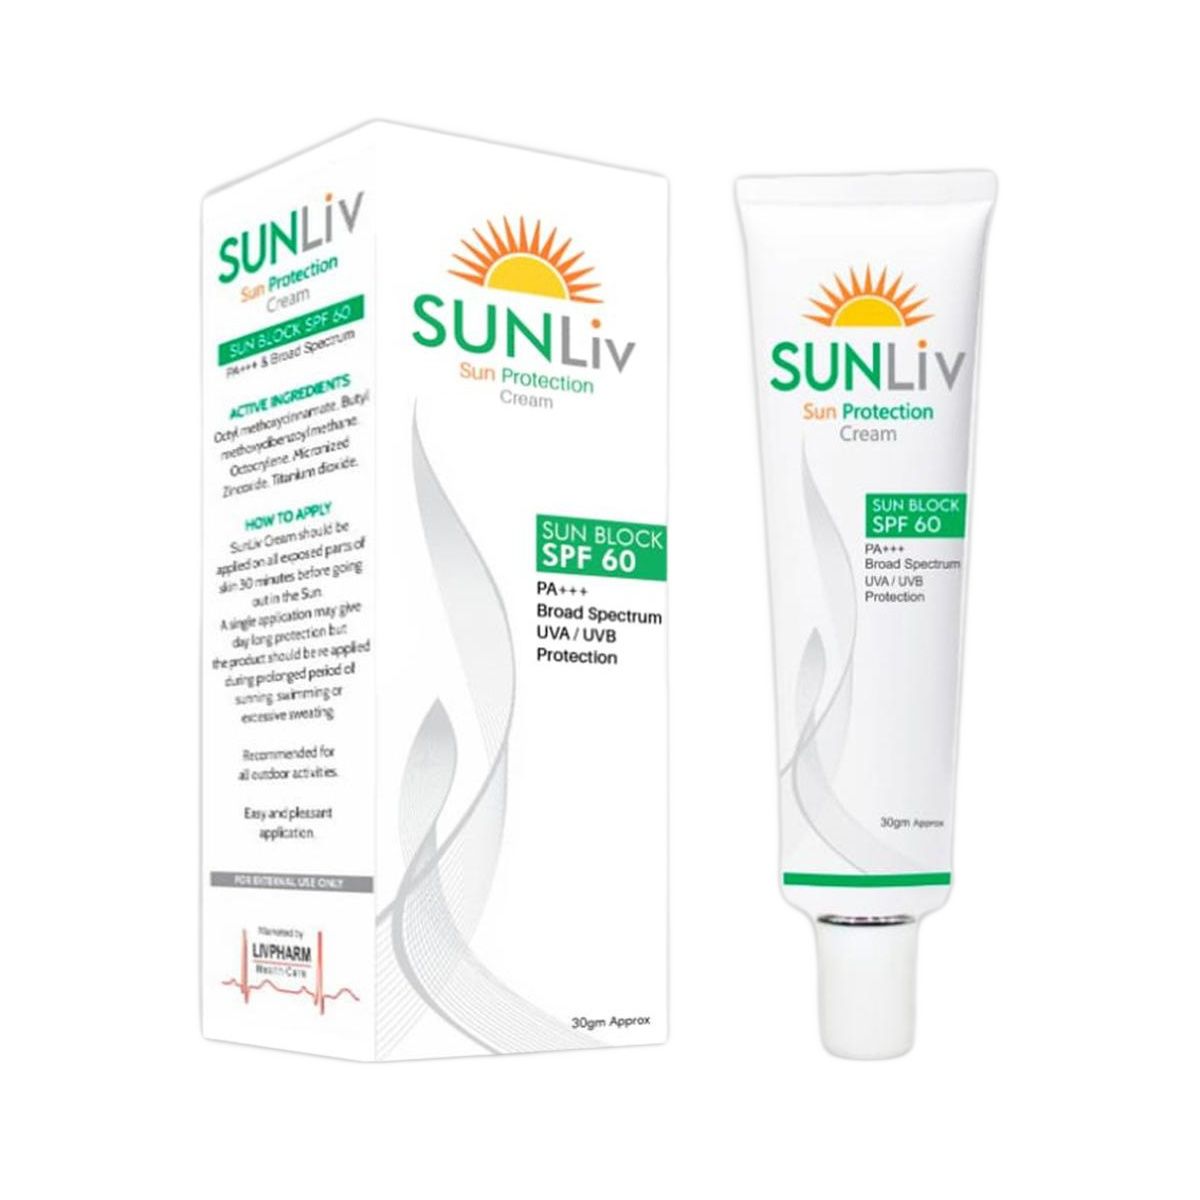 SUNLiv
Sun Protection
Cream
SUN BLOCK SPF 60
PA+++ & Broad Spectrum
ACTIVE INGREDIENTS
Octyl methoxycinnamate, Butyl
methoxydibenzoylmethane,
Octocrylene, Micronized
Zincoxide, Titanium dioxide.
HOW TO APPLY
SunLiv Cream should be
applied on all exposed parts of
skin 30 minutes before going
out in the Sun.
A single application may give
day long protection but
the product should be re applied
during prolonged period of
sunning, swimming or
excessive sweating.
Recommended for
all outdoor activities.
Easy and pleasant
application.
FOR EXTERNAL USE ONLY
Marketed by
LIVPHARM
Health Care
SUNLiv
Sun Protection
Cream
SUN BLOCK
SPF 60
PA+++
Broad Spectrum
UVA / UVB
Protection
30gm Approx
SUNLiv
Sun Protection
Cream
SUN BLOCK
SPF 60
PA+++
Broad Spectrum
UVA / UVB
Protection
30gm Approx